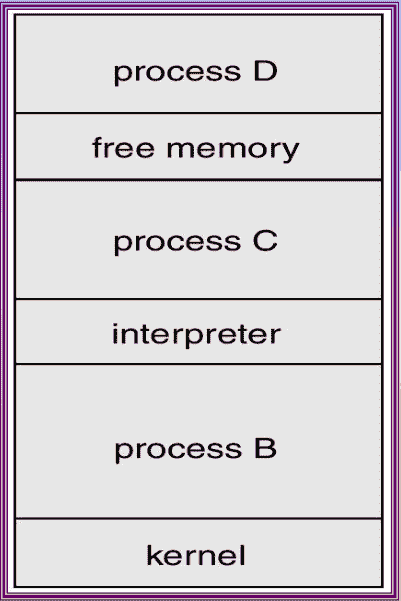 process D
free memory
process C
interpreter
process B
kernel